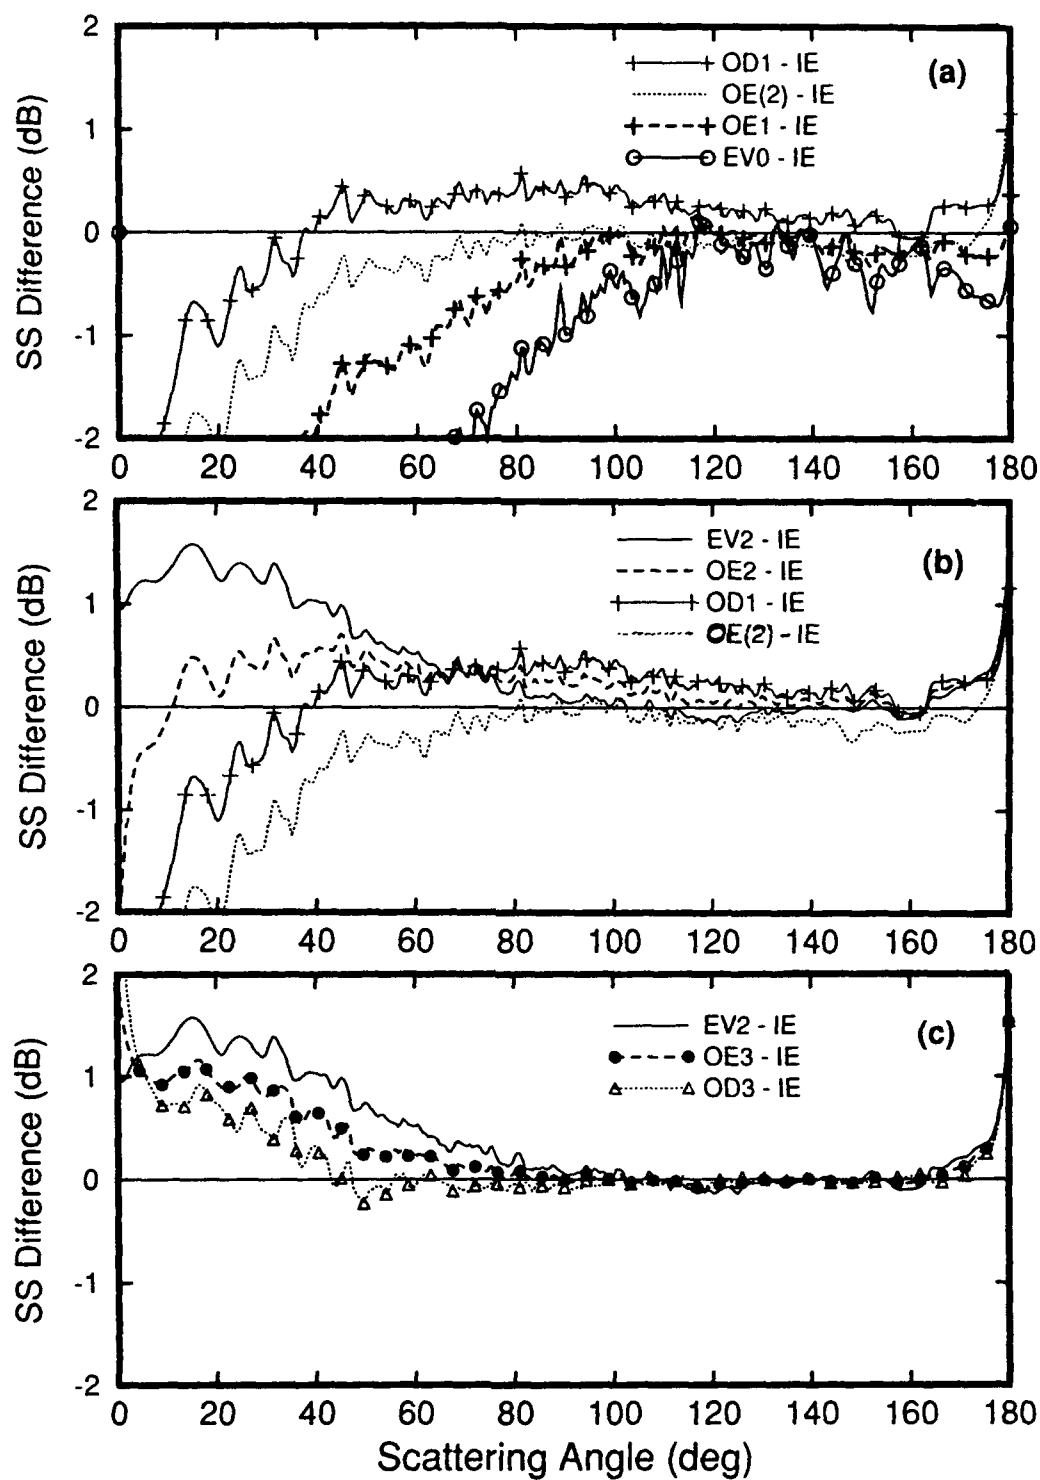 2
1
0
-1
-2
SS Difference (dB)
OD1 - IE
OE(2) - IE
OE1 - IE
EV0 - IE
(a)
0 20 40 60 80 100 120 140 160 180
2
1
0
-1
-2
SS Difference (dB)
EV2 - IE
OE2 - IE
OD1 - IE
OE(2) - IE
(b)
0 20 40 60 80 100 120 140 160 180
2
1
0
-1
-2
SS Difference (dB)
EV2 - IE
OE3 - IE
OD3 - IE
(c)
0 20 40 60 80 100 120 140 160 180
Scattering Angle (deg)